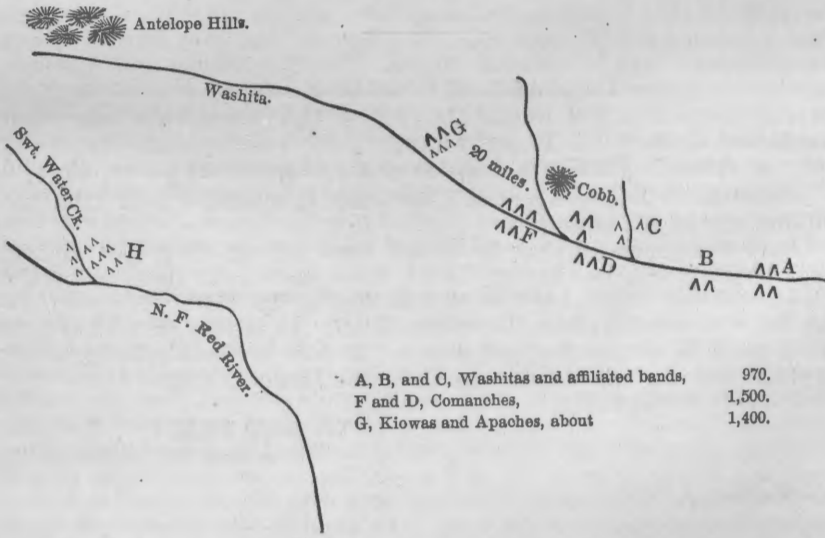 Antelope Hills.
Washita.
G
20 miles.
Swt. Water Ck.
Cobb.
C
F
H
D
B
A
N. F. Red River.
A, B, and C, Washitas and affiliated bands, 970.
F and D, Comanches, 1,500.
G, Kiowas and Apaches, about 1,400.